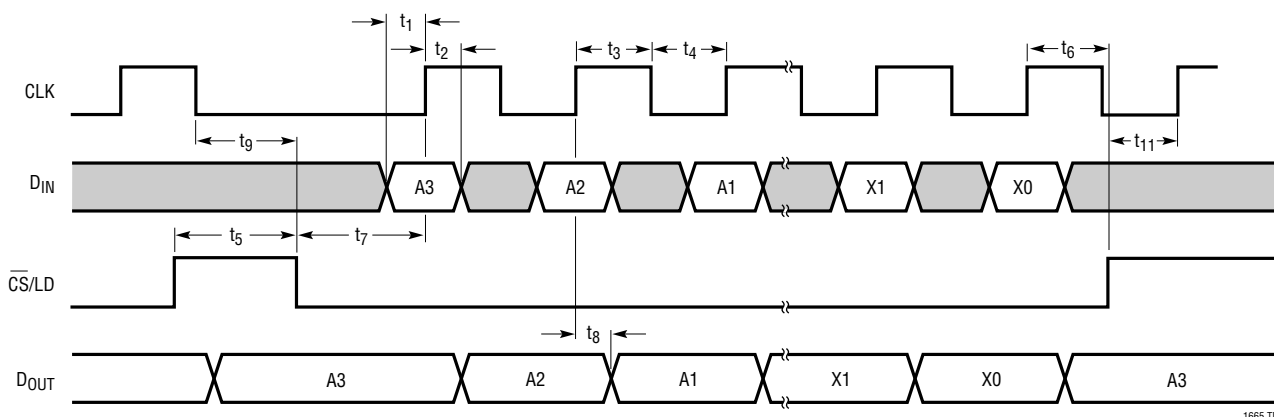 t1
t2
t3
t4
t6
CLK
t9
t11
DIN
A3
A2
A1
X1
X0
t5
t7
CS/LD
t8
DOUT
A3
A2
A1
X1
X0
A3